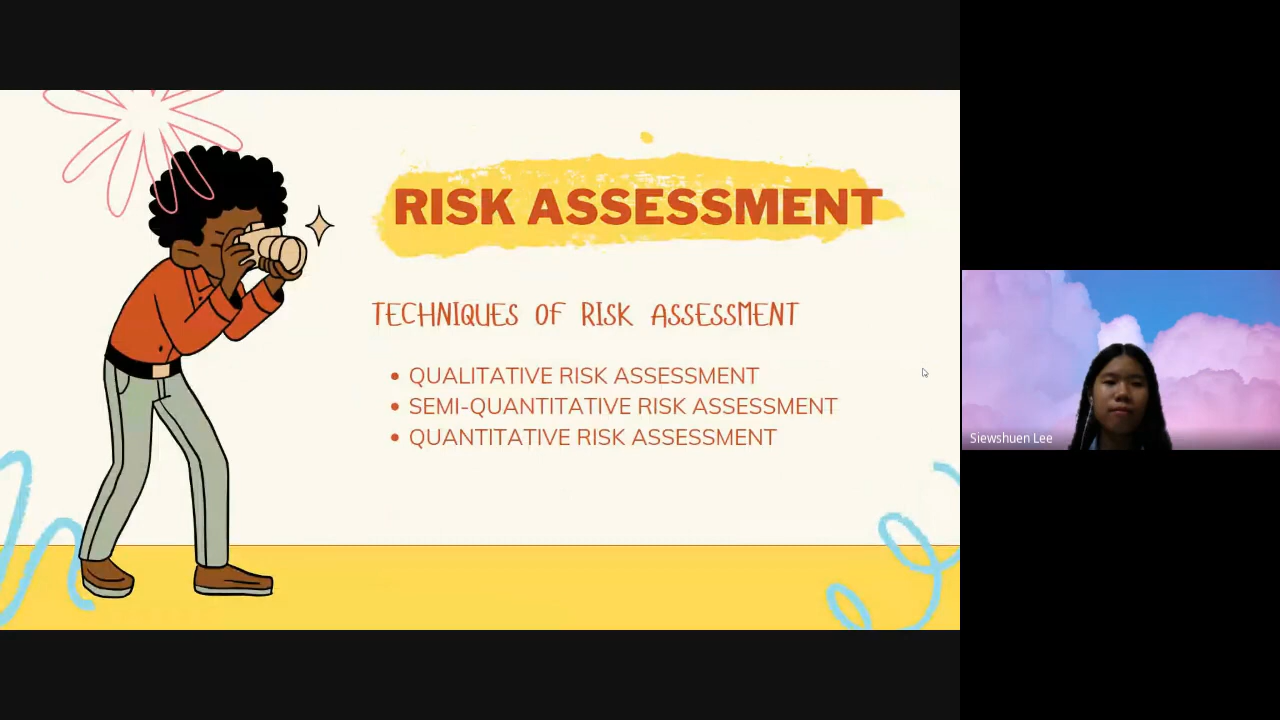 RISK ASSESSMENT
TECHNIQUES OF RISK ASSESSMENT
• QUALITATIVE RISK ASSESSMENT
• SEMI-QUANTITATIVE RISK ASSESSMENT
• QUANTITATIVE RISK ASSESSMENT
Siewshuen Lee